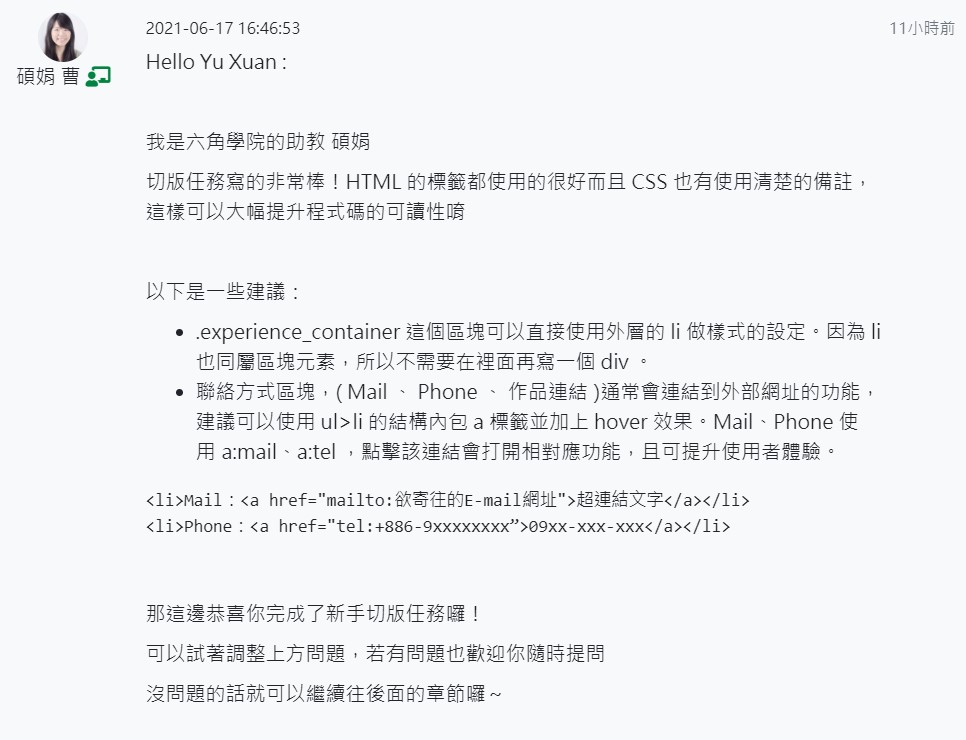 2021-06-17 16:46:53
11小時前
碩娟 曹
Hello Yu Xuan :
我是六角學院的助教 碩娟
切版任務寫的非常棒！HTML 的標籤都使用的很好而且 CSS 也有使用清楚的備註，
這樣可以大幅提升程式碼的可讀性唷
以下是一些建議：
• .experience_container 這個區塊可以直接使用外層的 li 做樣式的設定。因為 li
也同屬區塊元素，所以不需要在裡面再寫一個 div 。
• 聯絡方式區塊，( Mail 、 Phone 、 作品連結 )通常會連結到外部網址的功能，
建議可以使用 ul>li 的結構內包 a 標籤並加上 hover 效果。Mail、Phone 使
用 a:mail、a:tel ，點擊該連結會打開相對應功能，且可提升使用者體驗。
<li>Mail：<a href="mailto:欲寄往的E-mail網址">超連結文字</a></li>
<li>Phone：<a href="tel:+886-9xxxxxxxx”>09xx-xxx-xxx</a></li>
那這邊恭喜你完成了新手切版任務囉！
可以試著調整上方問題，若有問題也歡迎你隨時提問
沒問題的話就可以繼續往後面的章節囉～